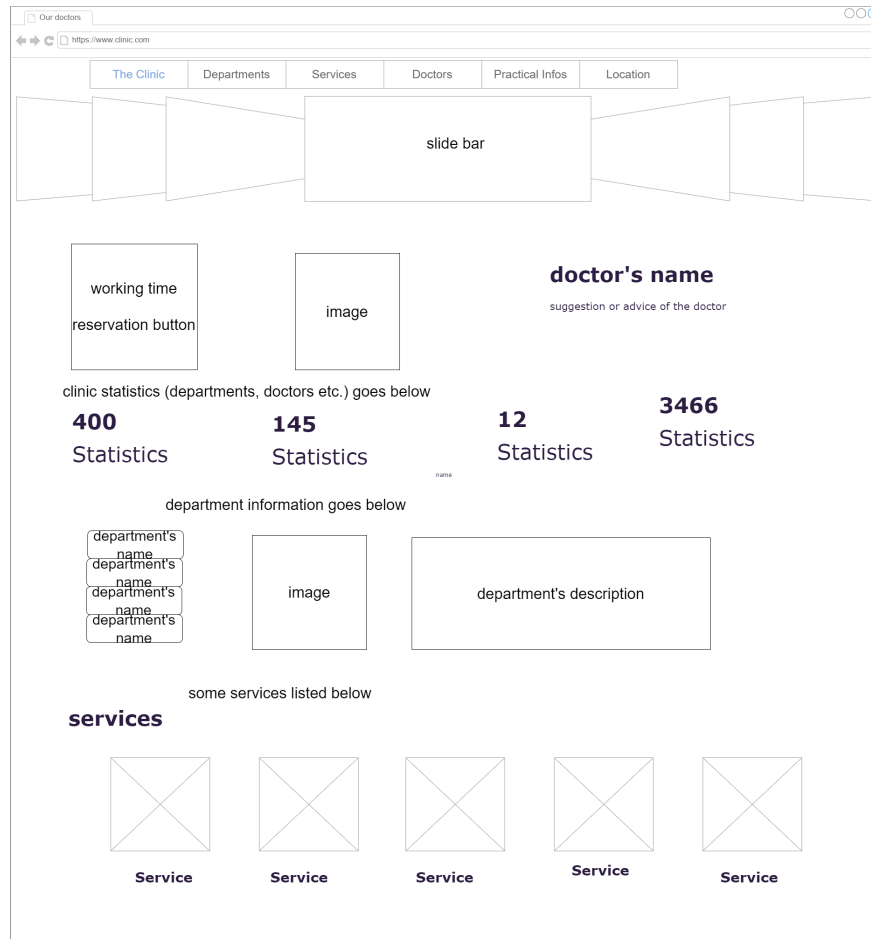 Our doctors
https://www.clinic.com
The Clinic
Departments
Services
Doctors
Practical Infos
Location
slide bar
working time
reservation button
image
doctor's name
suggestion or advice of the doctor
clinic statistics (departments, doctors etc.) goes below
400
Statistics
145
Statistics
12
Statistics
3466
Statistics
name
department information goes below
department's
name
department's
name
department's
name
department's
name
image
department's description
some services listed below
services
Service
Service
Service
Service
Service